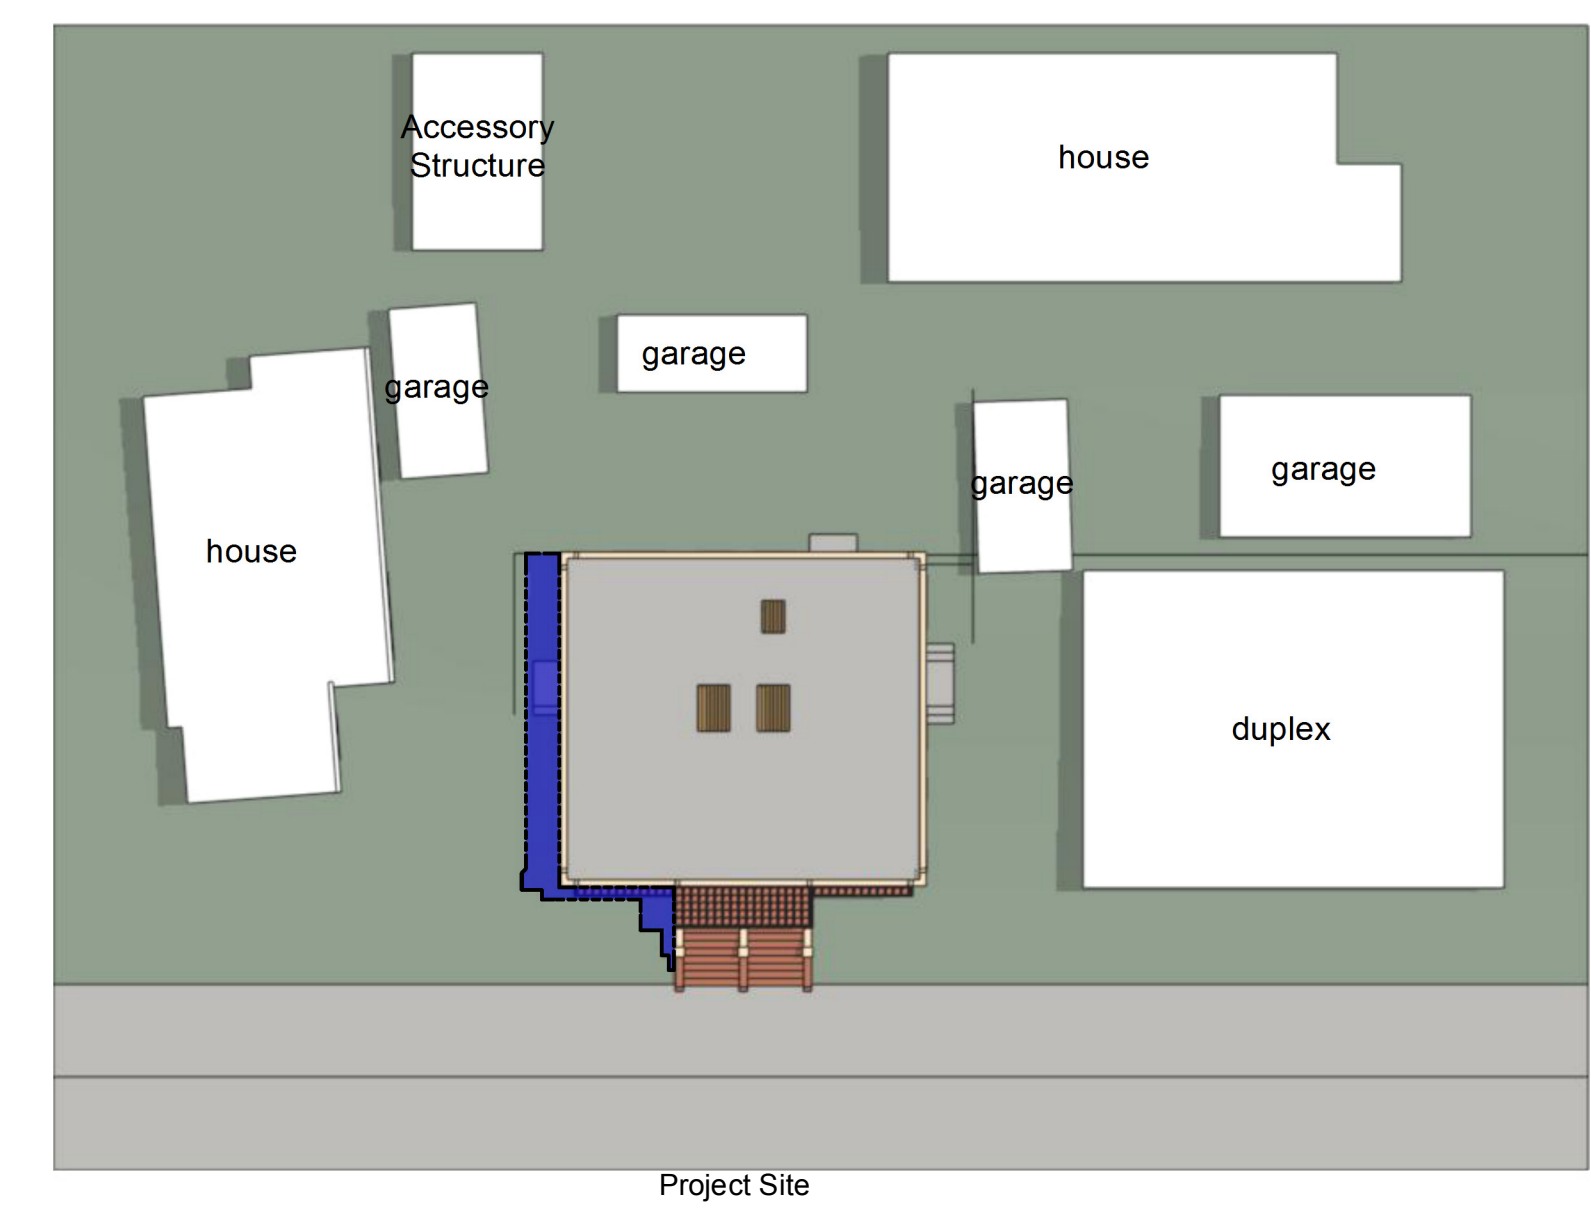 Accessory
Structure
house
garage
garage
garage
garage
house
duplex
Project Site